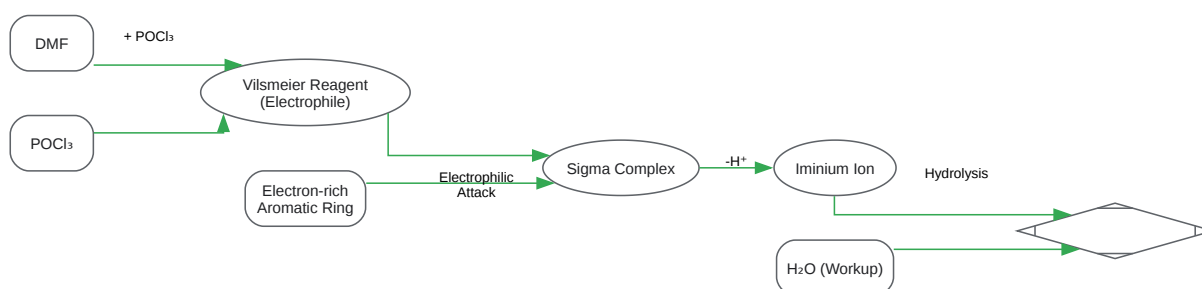 DMF
+ POCl₃
Vilsmeier Reagent
(Electrophile)
POCl₃
Electron-rich
Aromatic Ring
Electrophilic
Attack
Sigma Complex
-H⁺
Iminium Ion
Hydrolysis
H₂O (Workup)